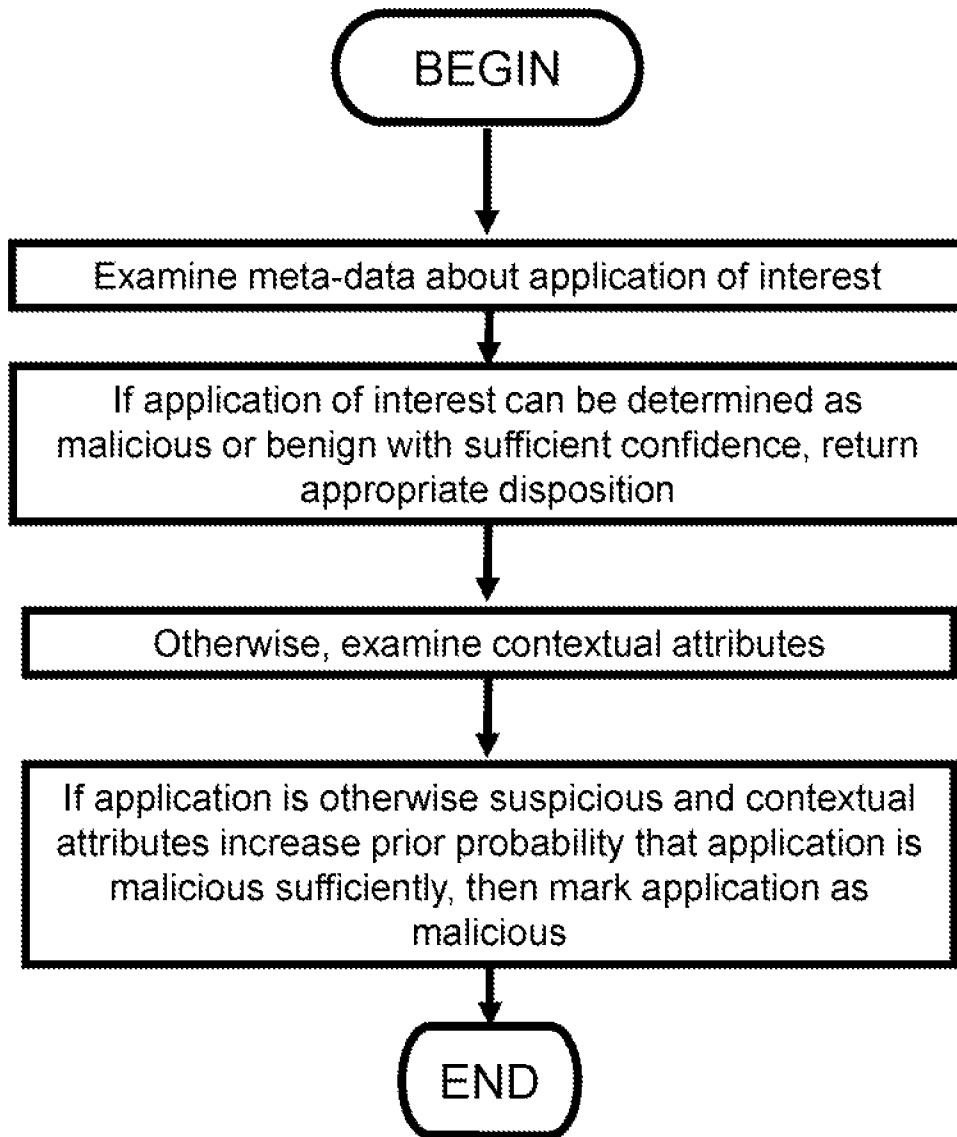 BEGIN
Examine meta-data about application of interest
If application of interest can be determined as
malicious or benign with sufficient confidence, return
appropriate disposition
Otherwise, examine contextual attributes
If application is otherwise suspicious and contextual
attributes increase prior probability that application is
malicious sufficiently, then mark application as
malicious
END